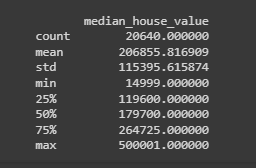 median_house_value
count 20640.000000
mean 206855.816909
std 115395.615874
min 14999.000000
25% 119600.000000
50% 179700.000000
75% 264725.000000
max 500001.000000